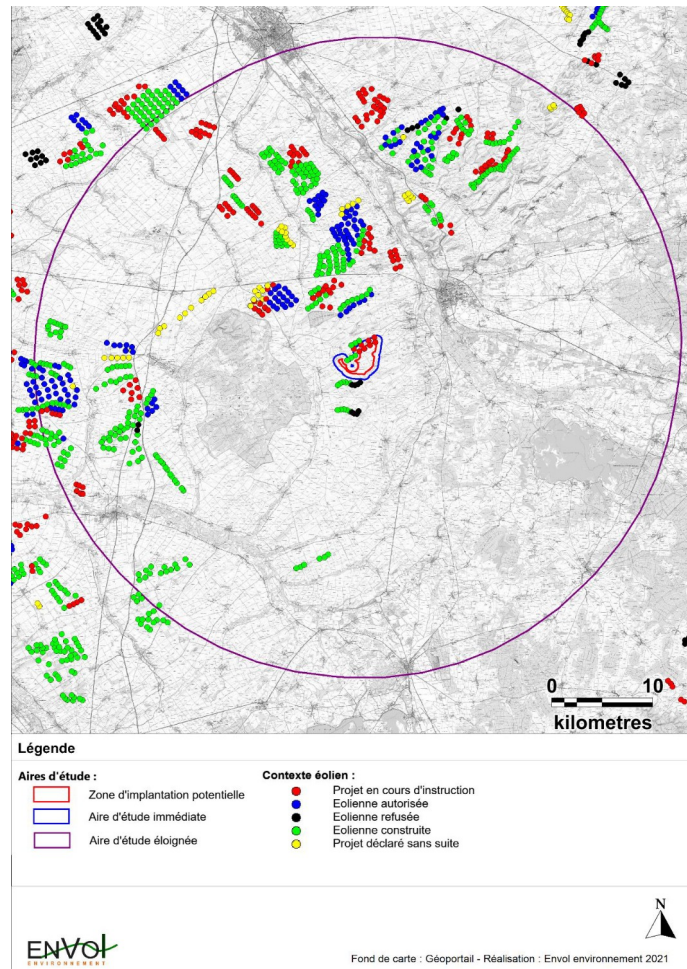 0 10
kilometres
Légende
Aires d'étude :
Zone d'implantation potentielle
Aire d'étude immédiate
Aire d'étude éloignée
Contexte éolien :
Projet en cours d'instruction
Eolienne autorisée
Eolienne refusée
Eolienne construite
Projet déclaré sans suite
N
ENVOL
ENVIRONNEMENT
Fond de carte : Géoportail - Réalisation : Envol environnement 2021